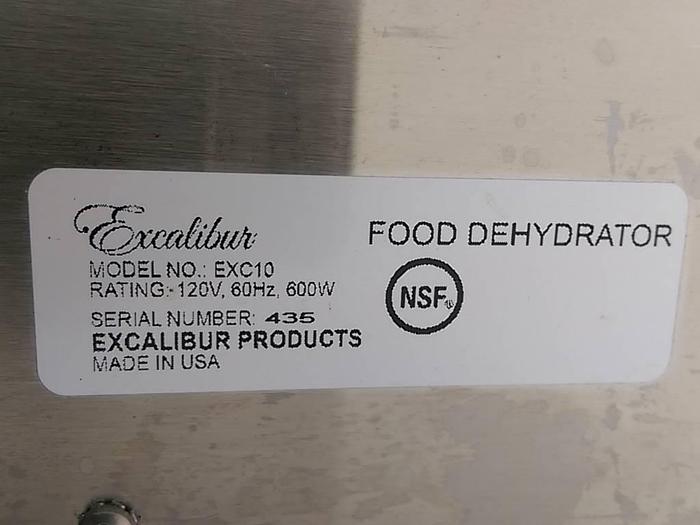 Excalibur
FOOD DEHYDRATOR
MODEL NO.: EXC10
RATING: 120V, 60Hz, 600W
NSF®
SERIAL NUMBER: 435
EXCALIBUR PRODUCTS
MADE IN USA